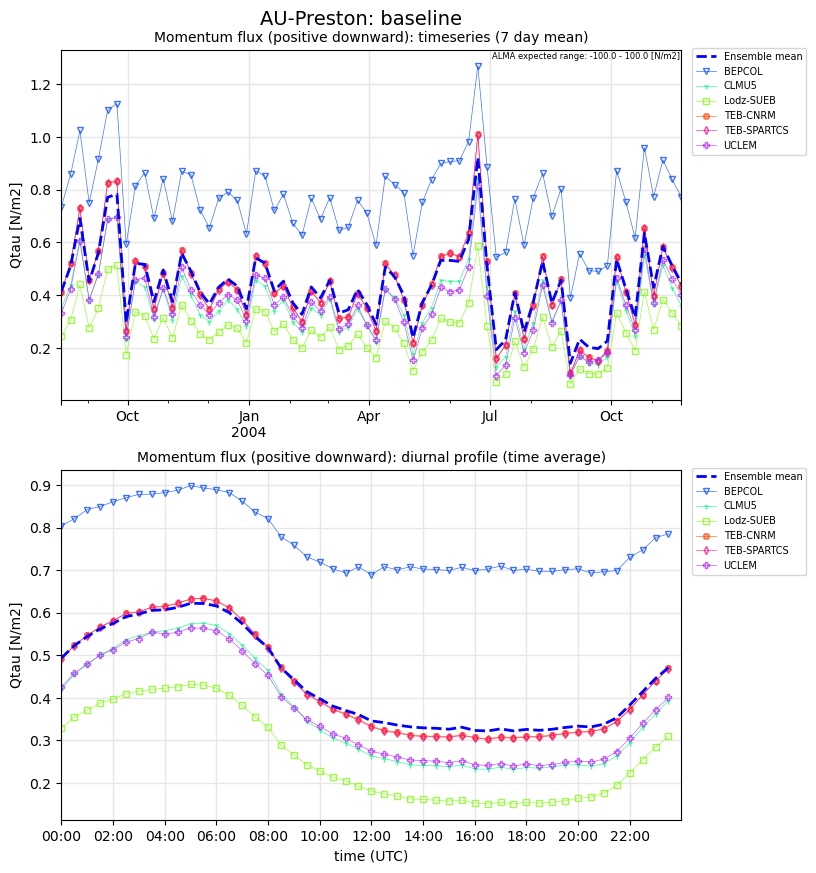 AU-Preston: baseline
Momentum flux (positive downward): timeseries (7 day mean)
ALMA expected range: -100.0 - 100.0 [N/m2]
Qtau [N/m2]
1.2
1.0
0.8
0.6
0.4
0.2
Oct
Jan
2004
Apr
Jul
Oct
Ensemble mean
BEPCOL
CLMU5
Lodz-SUEB
TEB-CNRM
TEB-SPARTCS
UCLEM
Momentum flux (positive downward): diurnal profile (time average)
Qtau [N/m2]
0.9
0.8
0.7
0.6
0.5
0.4
0.3
0.2
00:00
02:00
04:00
06:00
08:00
10:00
12:00
14:00
16:00
18:00
20:00
22:00
time (UTC)
Ensemble mean
BEPCOL
CLMU5
Lodz-SUEB
TEB-CNRM
TEB-SPARTCS
UCLEM